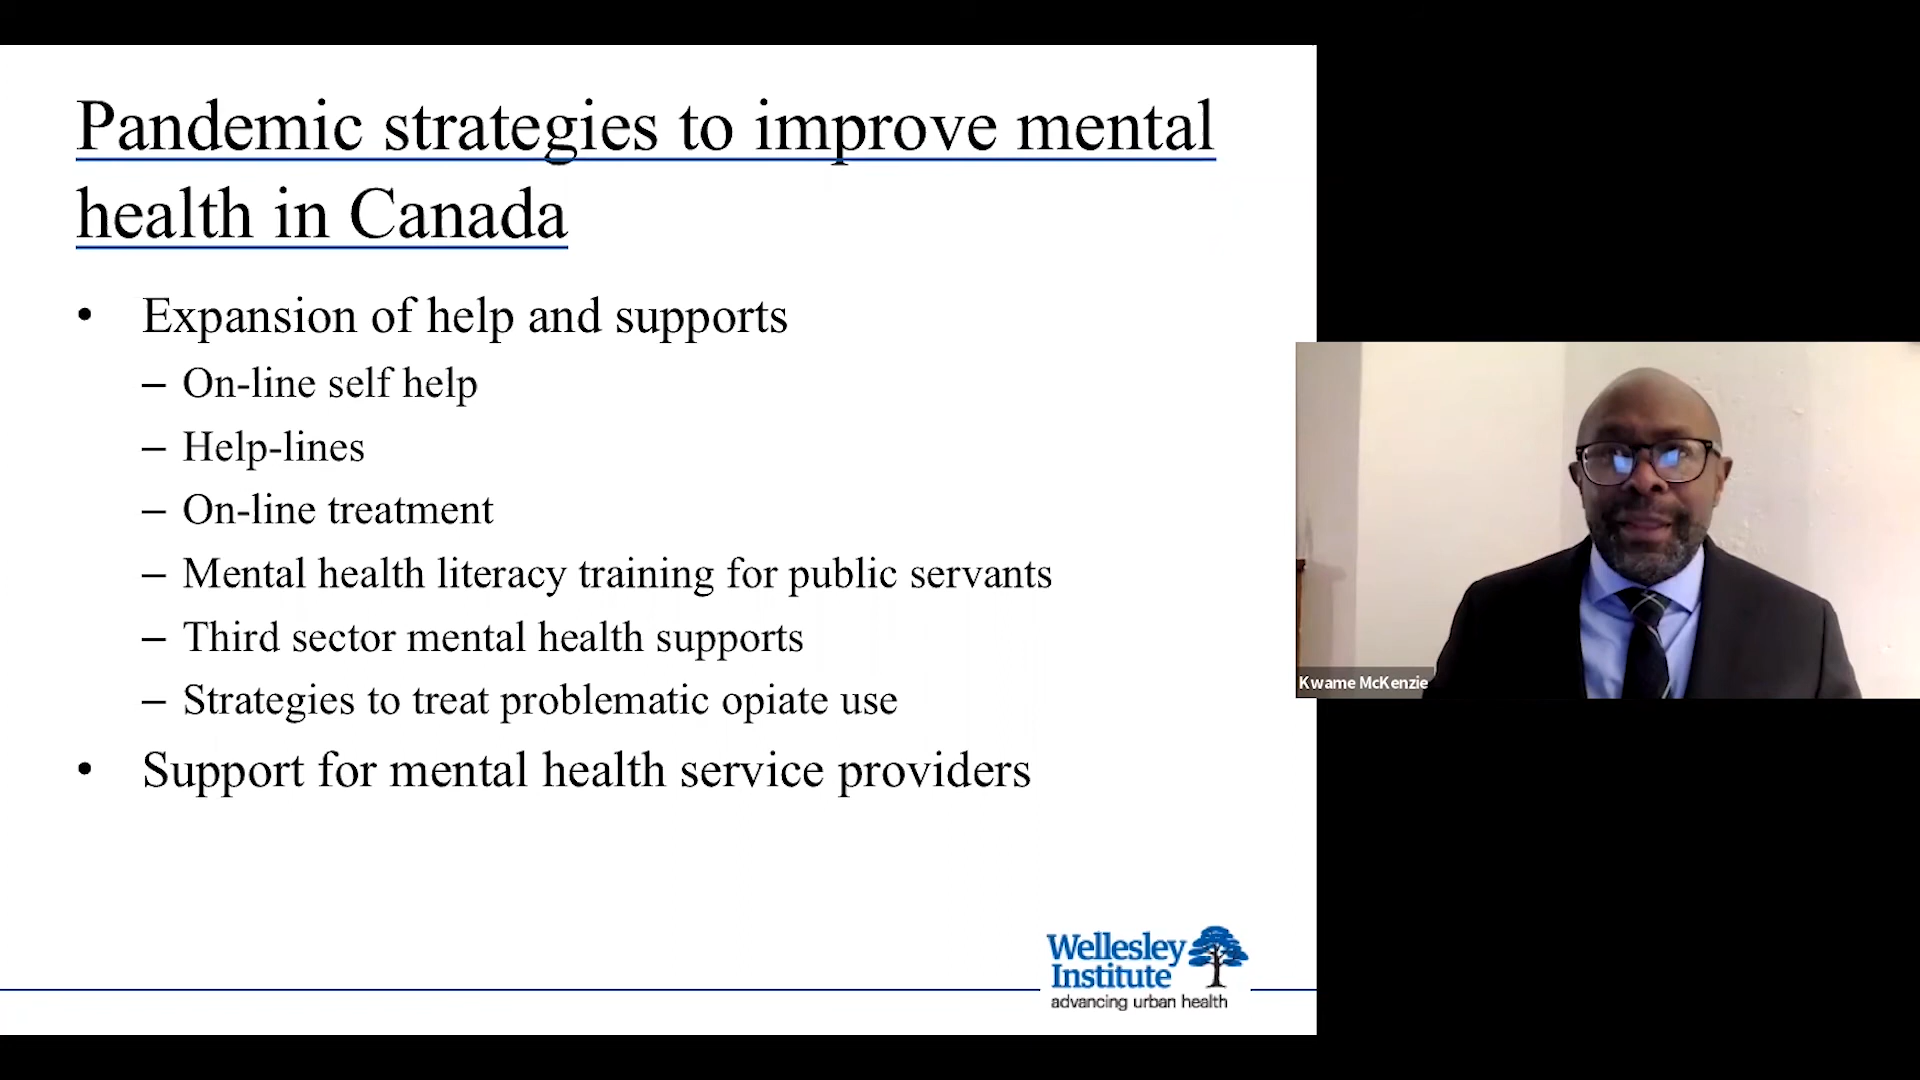 Pandemic strategies to improve mental
health in Canada
• Expansion of help and supports
– On-line self help
– Help-lines
– On-line treatment
– Mental health literacy training for public servants
– Third sector mental health supports
– Strategies to treat problematic opiate use
• Support for mental health service providers
Wellesley
Institute
advancing urban health
Kwame McKenzie